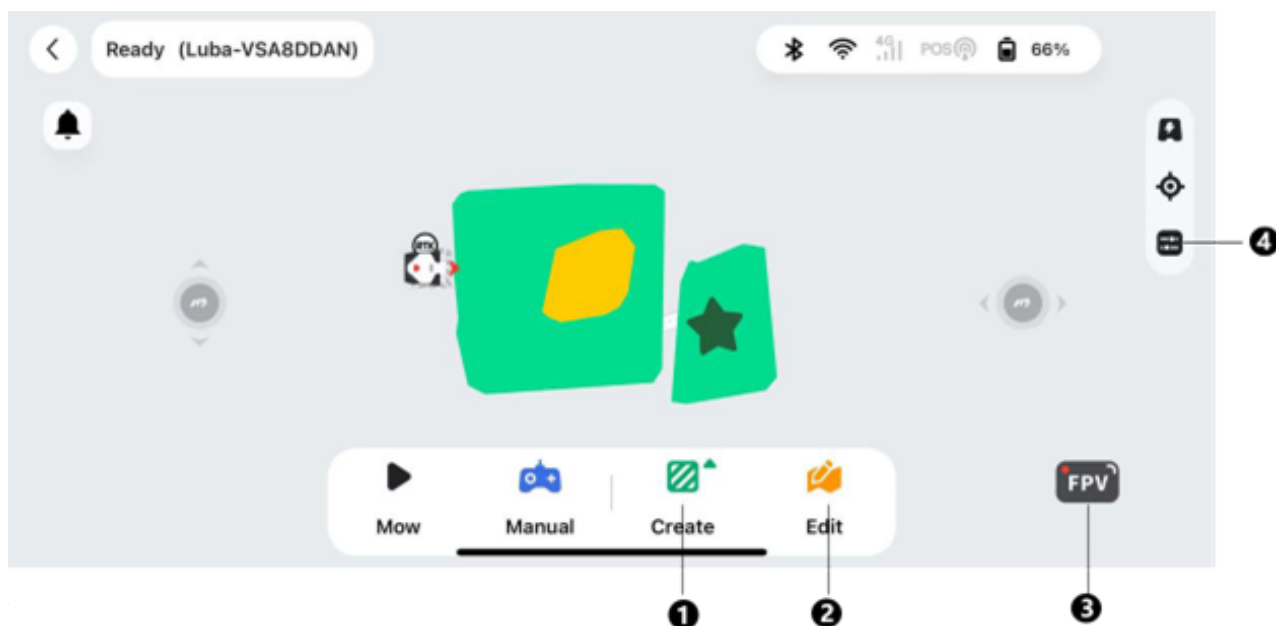 Ready (Luba-VSA8DDAN)
4G POS 66%
RTK
4
Mow Manual Create Edit
FPV
1 2 3